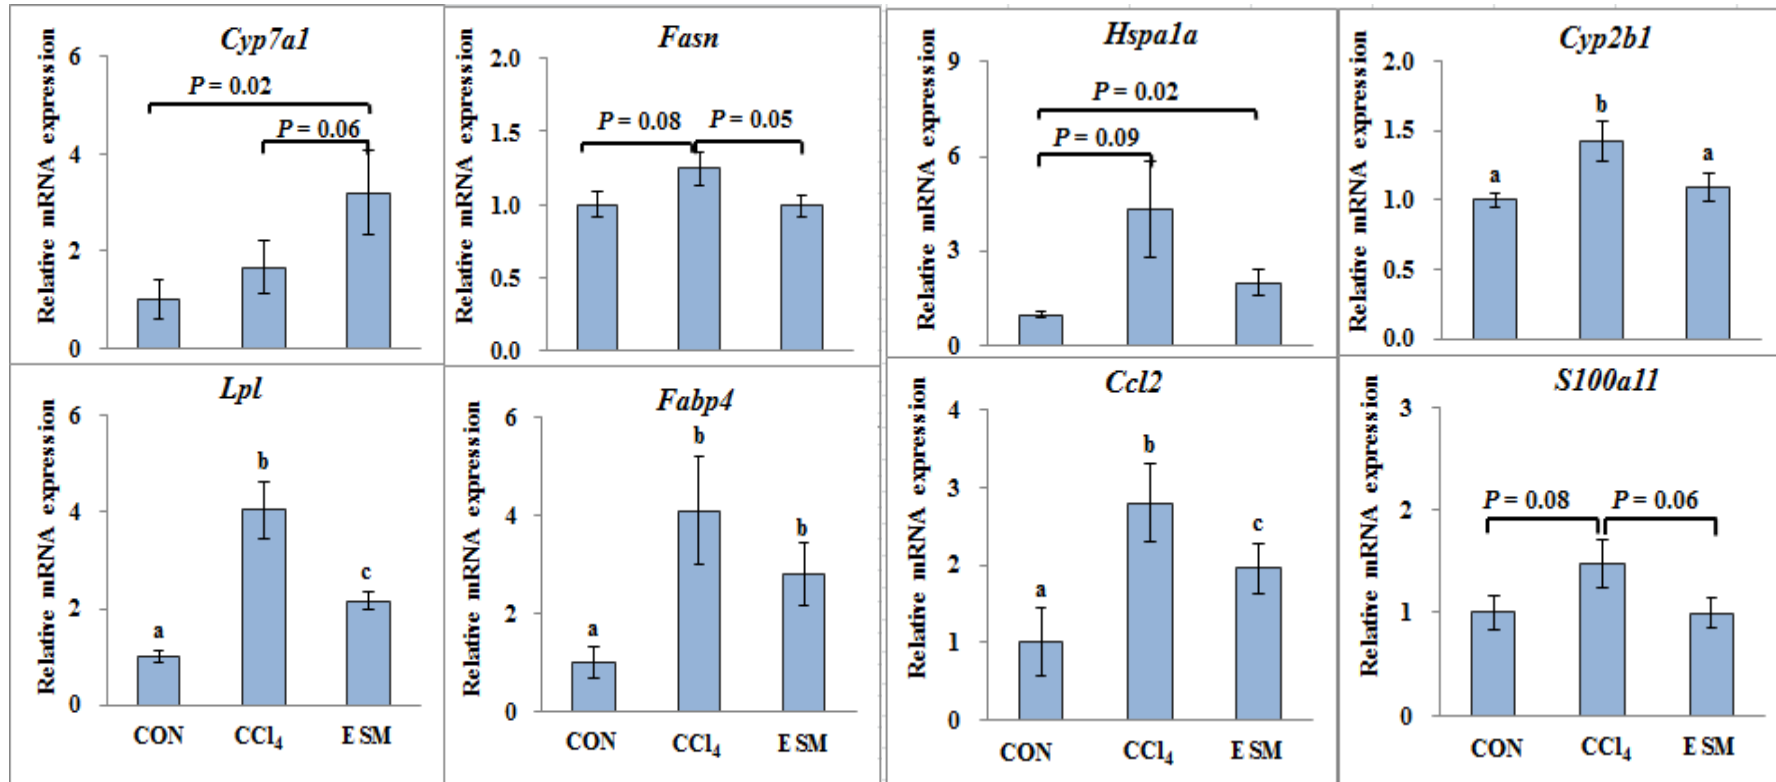 Cyp7a1
Relative mRNA expression
6
4
2
0
P = 0.02
P = 0.06
Fasn
Relative mRNA expression
2.0
1.5
1.0
0.5
0.0
P = 0.08
P = 0.05
Hspa1a
Relative mRNA expression
9
6
3
0
P = 0.02
P = 0.09
Cyp2b1
Relative mRNA expression
2.0
1.5
1.0
0.5
0.0
a
b
a
Lpl
Relative mRNA expression
6
4
2
0
a
b
c
CON
CCl4
ESM
Fabp4
Relative mRNA expression
6
4
2
0
a
b
b
CON
CCl4
ESM
Ccl2
Relative mRNA expression
4
3
2
1
0
a
b
c
CON
CCl4
ESM
S100a11
Relative mRNA expression
3
2
1
0
P = 0.08
P = 0.06
CON
CCl4
ESM